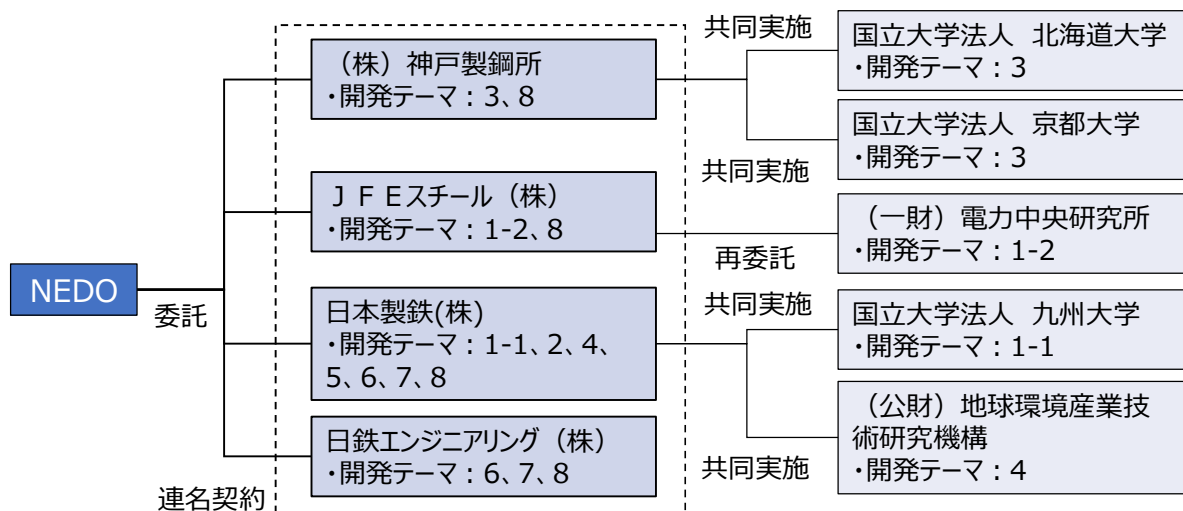 NEDO
委託
連名契約
（株）神戸製鋼所
・開発テーマ：3、8
ＪＦＥスチール（株）
・開発テーマ：1-2、8
日本製鉄(株)
・開発テーマ：1-1、2、4、
5、6、7、8
日鉄エンジニアリング（株）
・開発テーマ：6、7、8
共同実施
国立大学法人　北海道大学
・開発テーマ：3
共同実施
国立大学法人　京都大学
・開発テーマ：3
再委託
（一財）電力中央研究所
・開発テーマ：1-2
共同実施
国立大学法人　九州大学
・開発テーマ：1-1
共同実施
（公財）地球環境産業技
術研究機構
・開発テーマ：4